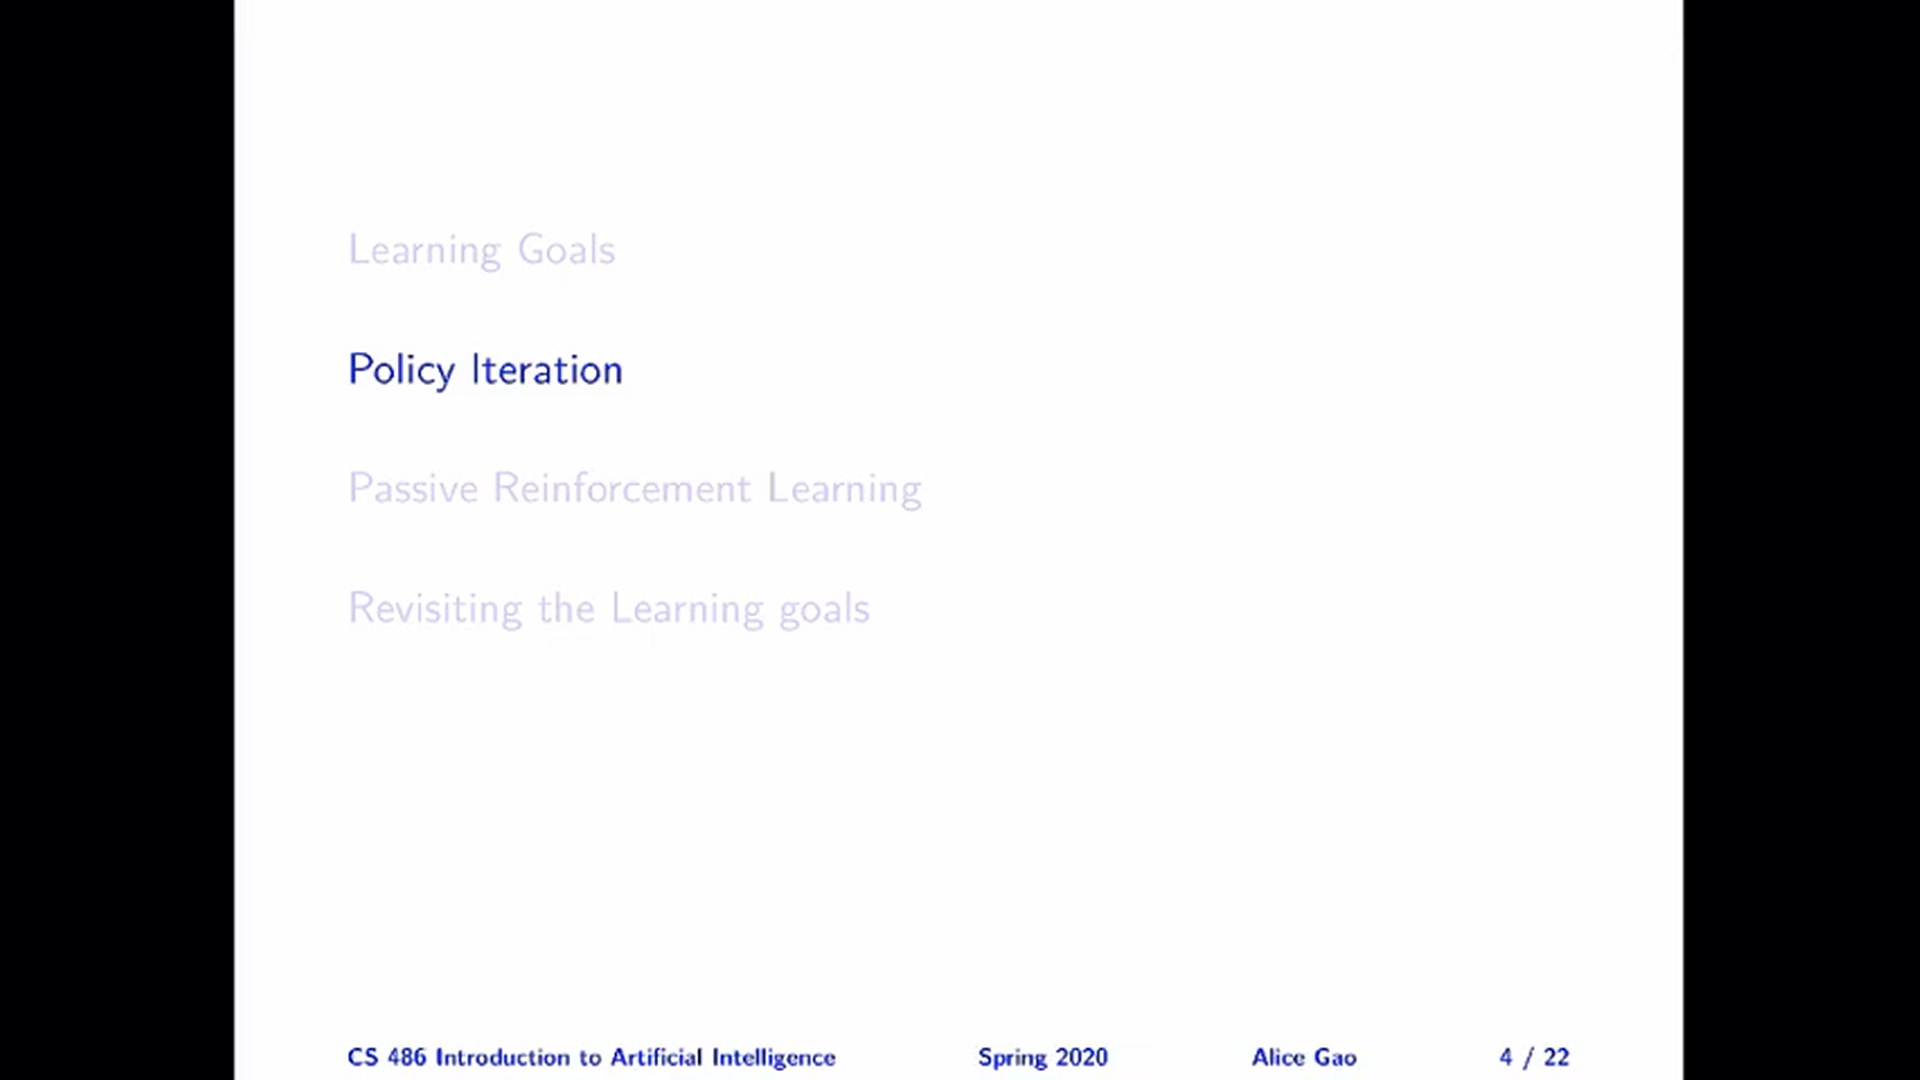 Learning Goals
Policy Iteration
Passive Reinforcement Learning
Revisiting the Learning goals
CS 486 Introduction to Artificial Intelligence Spring 2020 Alice Gao 4 / 22